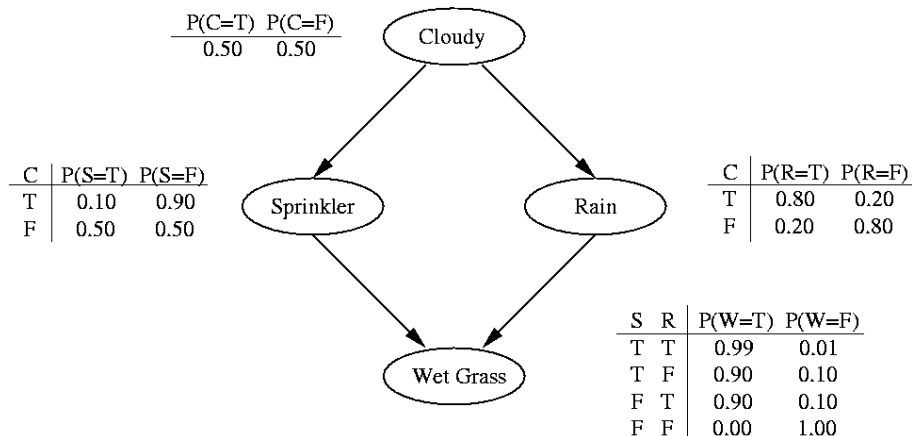 P(C=T) P(C=F)
0.50 0.50
Cloudy
C P(S=T) P(S=F)
T 0.10 0.90
F 0.50 0.50
Sprinkler
Rain
C P(R=T) P(R=F)
T 0.80 0.20
F 0.20 0.80
Wet Grass
S R P(W=T) P(W=F)
T T 0.99 0.01
T F 0.90 0.10
F T 0.90 0.10
F F 0.00 1.00